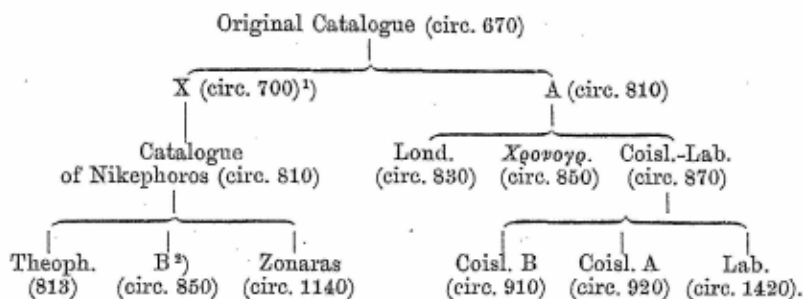 Original Catalogue (circ. 670)
X (circ. 700)¹) A (circ. 810)
Catalogue Lond. Χρονογρ. Coisl.-Lab.
of Nikephoros (circ. 810) (circ. 830) (circ. 850) (circ. 870)
Theoph. B²) Zonaras Coisl. B Coisl. A Lab.
(813) (circ. 850) (circ. 1140) (circ. 910) (circ. 920) (circ. 1420).